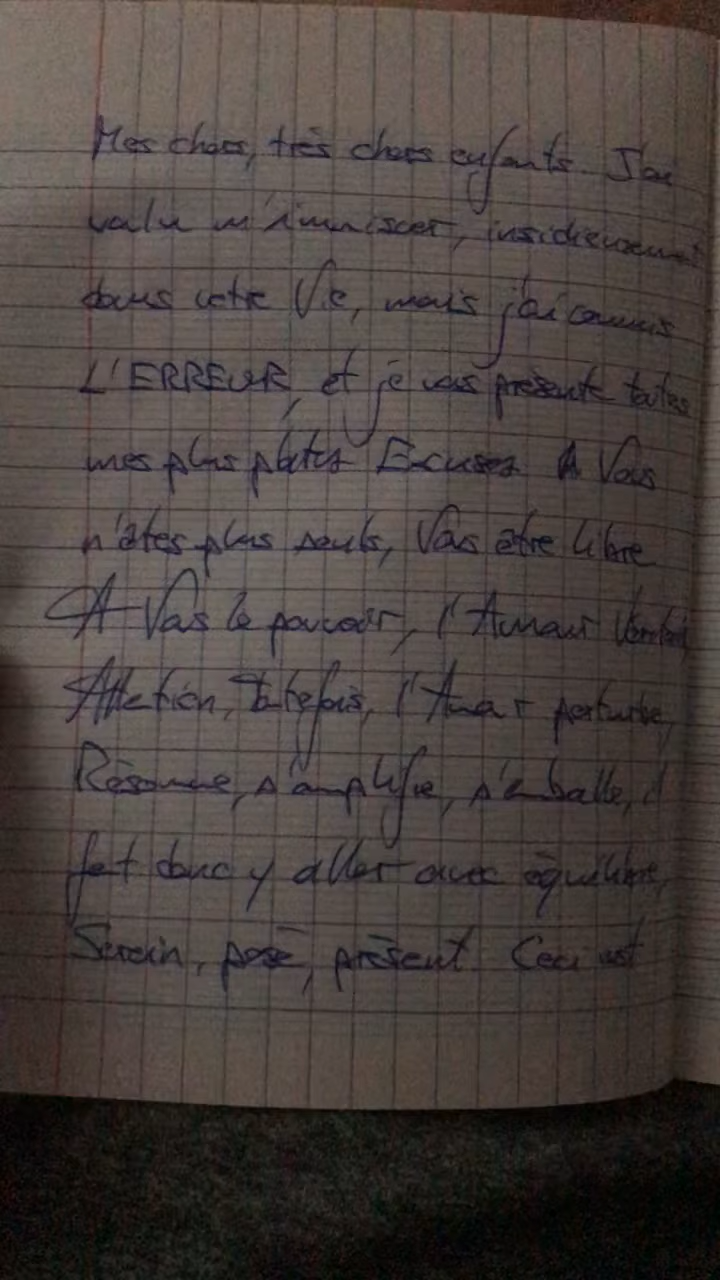 Mes chers, très chers enfants. J'ai
voulu m'immiscer, insidieusement
dans votre Vie, mais j'ai commis
L'ERREUR, et je vous présente toutes
mes plus plates Excuses A Vous
n'êtes plus seuls, Vous être libre
A Vous le pouvoir, l'Amour
Attention, Toutefois, l'Amour perturbe,
Résonne, s'amplifie, s'emballe, il
faut donc y aller avec équilibre,
Serein, posé, présent. Ceci est